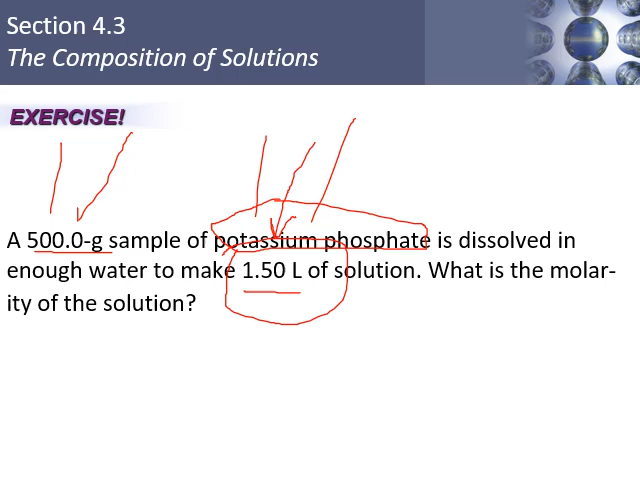 Section 4.3
The Composition of Solutions
EXERCISE!
A 500.0-g sample of potassium phosphate is dissolved in
enough water to make 1.50 L of solution. What is the molar-
ity of the solution?